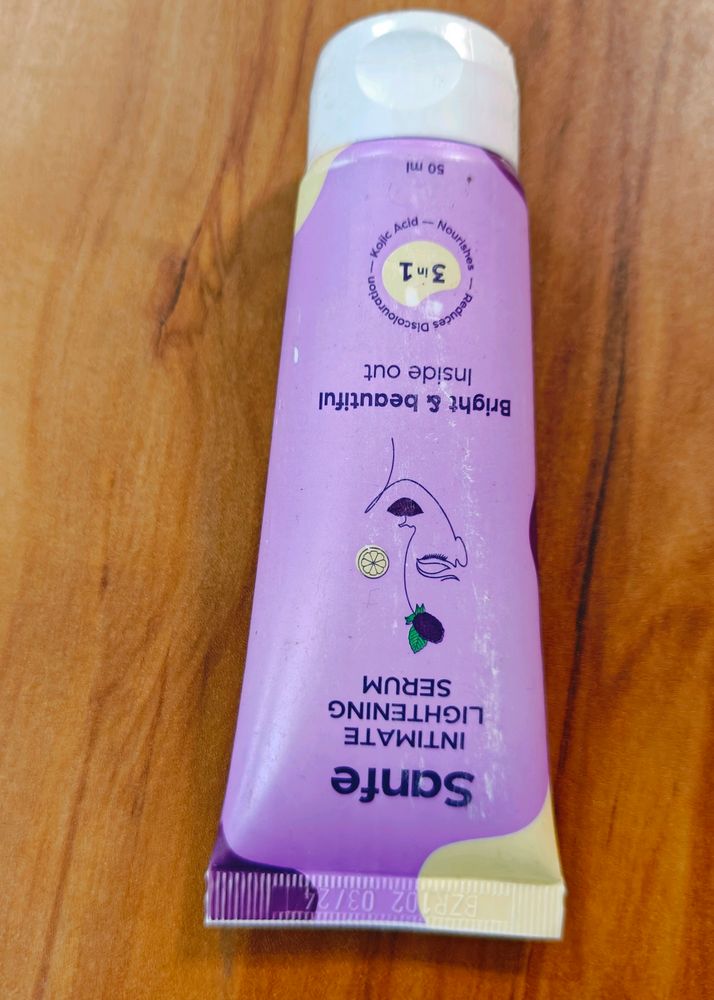 Sanfe
INTIMATE
LIGHTENING
SERUM
Bright & beautiful
Inside out
3 in 1
Kojic Acid — Nourishes — Reduces Discolouration —
50 ml
BZR102 03/24